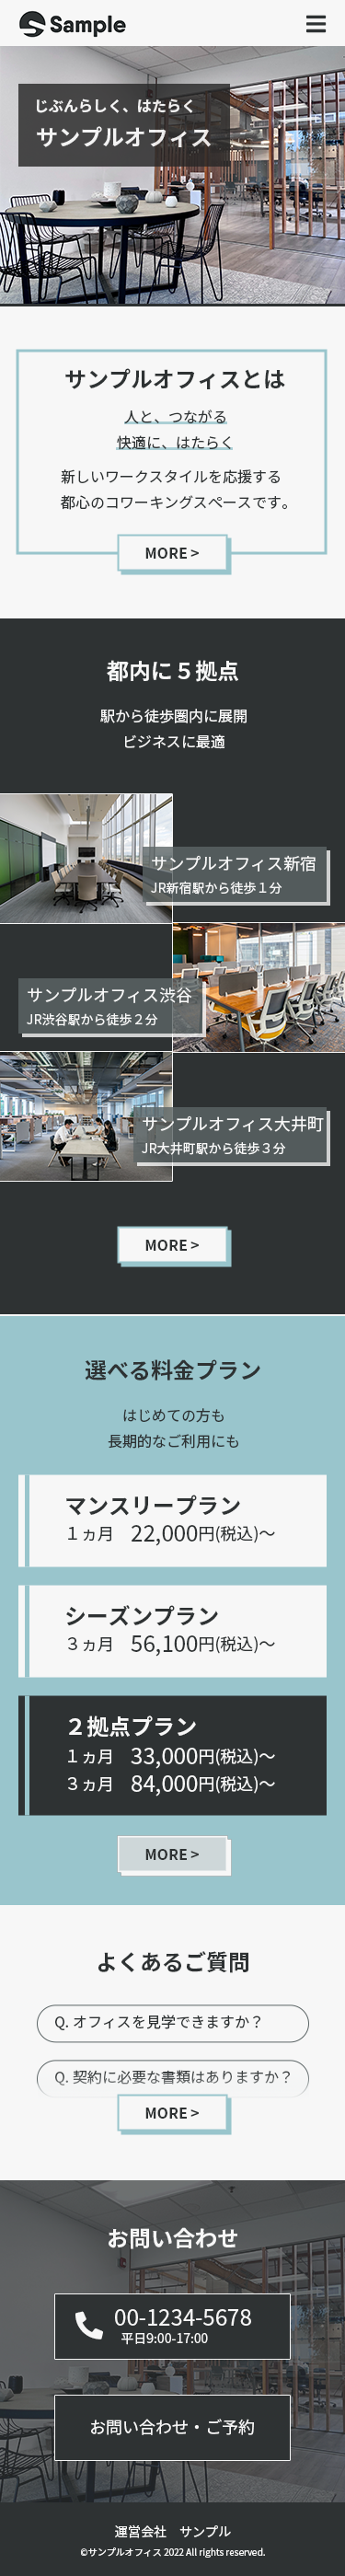 Sample
じぶんらしく、はたらく
サンプルオフィス
サンプルオフィスとは
人と、つながる
快適に、はたらく
新しいワークスタイルを応援する
都心のコワーキングスペースです。
MORE >
都内に５拠点
駅から徒歩圏内に展開
ビジネスに最適
サンプルオフィス新宿
JR新宿駅から徒歩１分
サンプルオフィス渋谷
JR渋谷駅から徒歩２分
サンプルオフィス大井町
JR大井町駅から徒歩３分
MORE >
選べる料金プラン
はじめての方も
長期的なご利用にも
マンスリープラン
１ヵ月　22,000円(税込)～
シーズンプラン
３ヵ月　56,100円(税込)～
２拠点プラン
１ヵ月　33,000円(税込)～
３ヵ月　84,000円(税込)～
MORE >
よくあるご質問
Q. オフィスを見学できますか？
Q. 契約に必要な書類はありますか？
MORE >
お問い合わせ
00-1234-5678
平日9:00-17:00
お問い合わせ・ご予約
運営会社　サンプル
©サンプルオフィス 2022 All rights reserved.